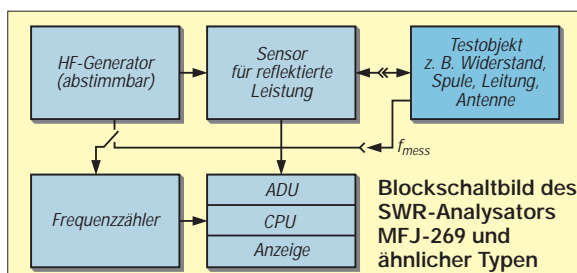 HF-Generator
(abstimmbar)
Sensor
für reflektierte
Leistung
Testobjekt
z. B. Widerstand,
Spule, Leitung,
Antenne
f_mess
Frequenzzähler
ADU
CPU
Anzeige
Blockschaltbild des
SWR-Analysators
MFJ-269 und
ähnlicher Typen